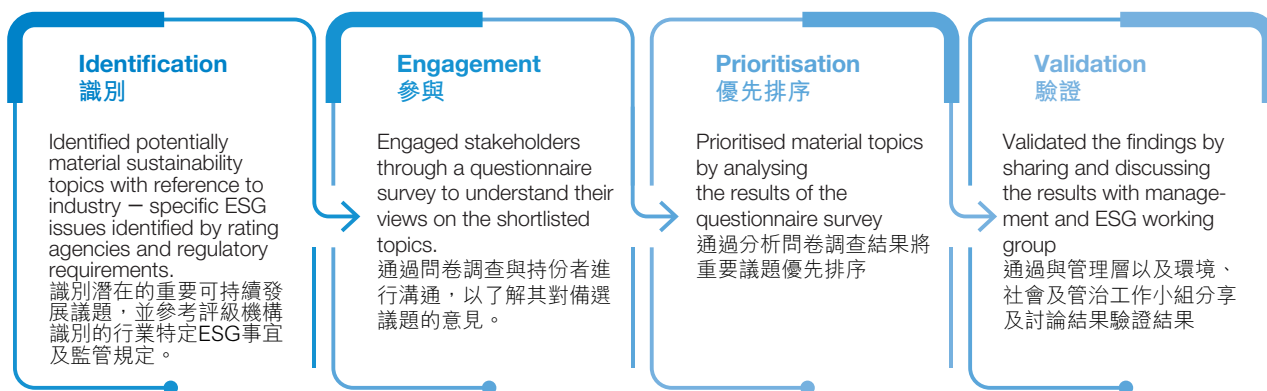 Identification
識別
Identified potentially
material sustainability
topics with reference to
industry – specific ESG
issues identified by rating
agencies and regulatory
requirements.
識別潛在的重要可持續發
展議題，並參考評級機構
識別的行業特定ESG事宜
及監管規定。
Engagement
參與
Engaged stakeholders
through a questionnaire
survey to understand their
views on the shortlisted
topics.
通過問卷調查與持份者進
行溝通，以了解其對備選
議題的意見。
Prioritisation
優先排序
Prioritised material topics
by analysing
the results of the
questionnaire survey
通過分析問卷調查結果將
重要議題優先排序
Validation
驗證
Validated the findings by
sharing and discussing
the results with manage-
ment and ESG working
group
通過與管理層以及環境、
社會及管治工作小組分享
及討論結果驗證結果